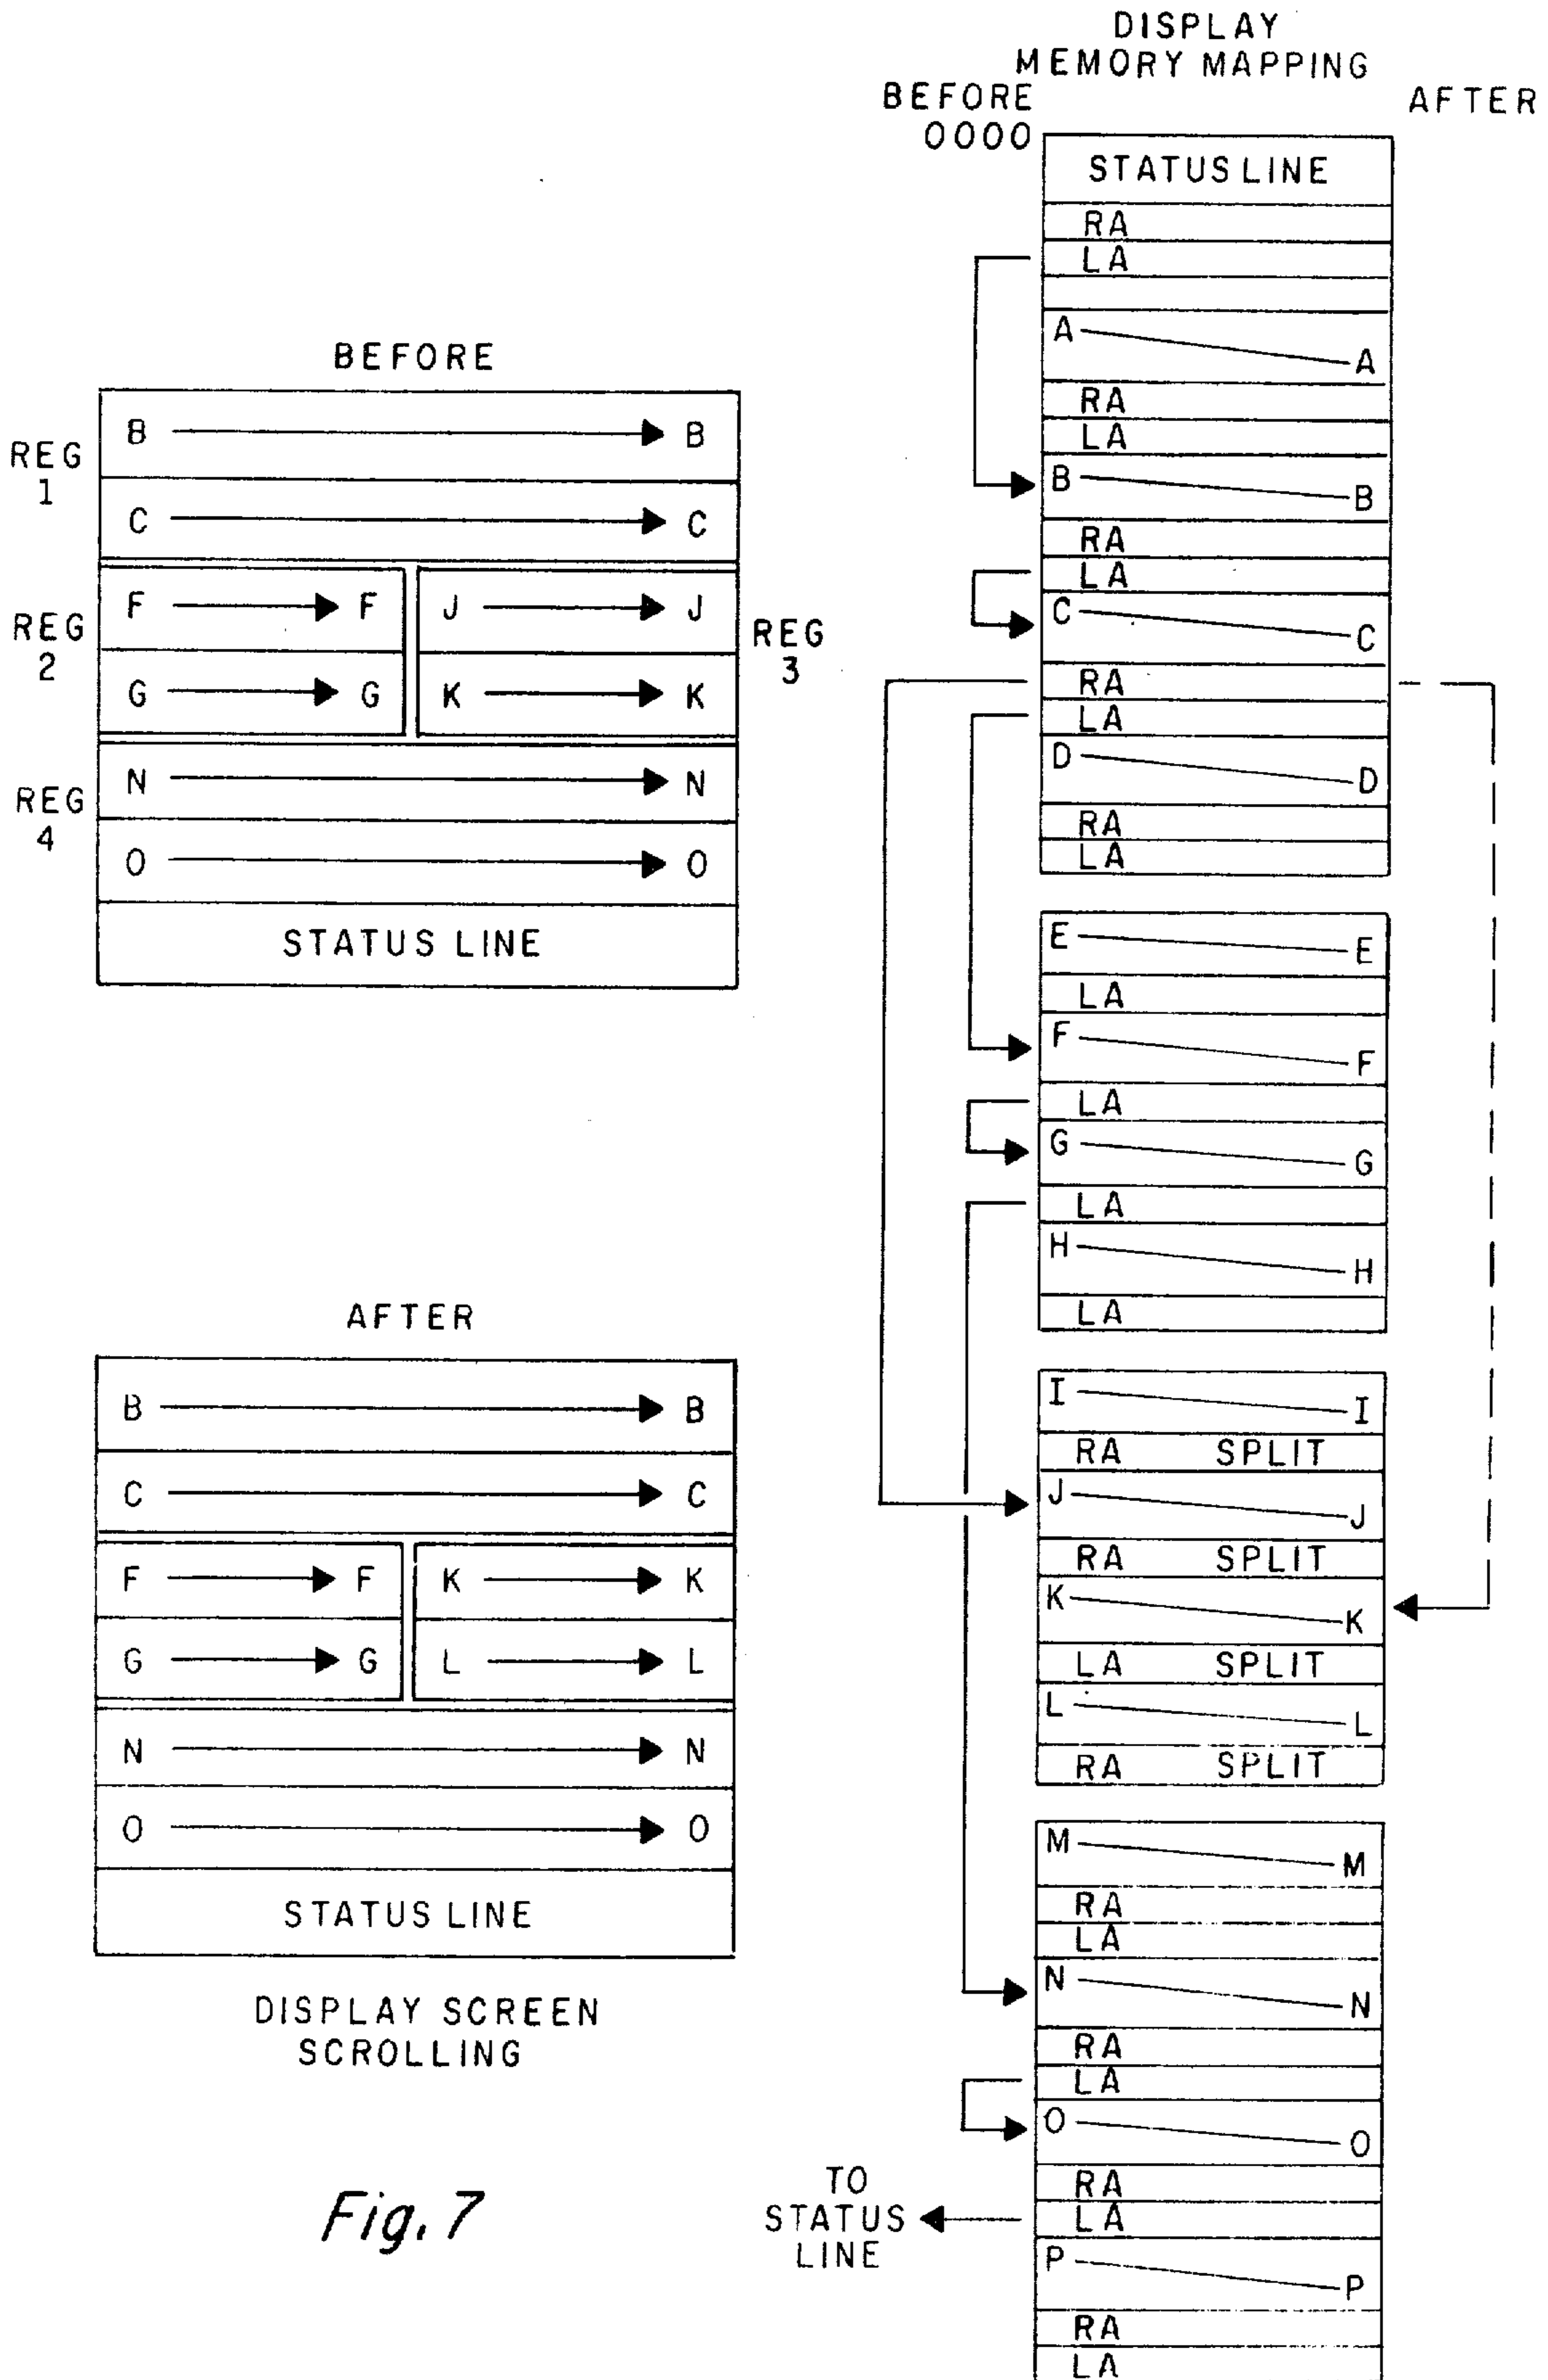 BEFORE
REG 1
B B
C C
REG 2
F F J J
G G K K
REG 3
REG 4
N N
O O
STATUS LINE
AFTER
B B
C C
F F K K
G G L L
N N
O O
STATUS LINE
DISPLAY SCREEN
SCROLLING
Fig. 7
DISPLAY
MEMORY MAPPING
BEFORE
AFTER
0000
STATUS LINE
RA
LA
A A
RA
LA
B B
RA
LA
C C
RA
LA
D D
RA
LA
E E
LA
F F
LA
G G
LA
H H
LA
I I
RA SPLIT
J J
RA SPLIT
K K
LA SPLIT
L L
RA SPLIT
M M
RA
LA
N N
RA
LA
O O
RA
LA
TO
STATUS
LINE
P P
RA
LA